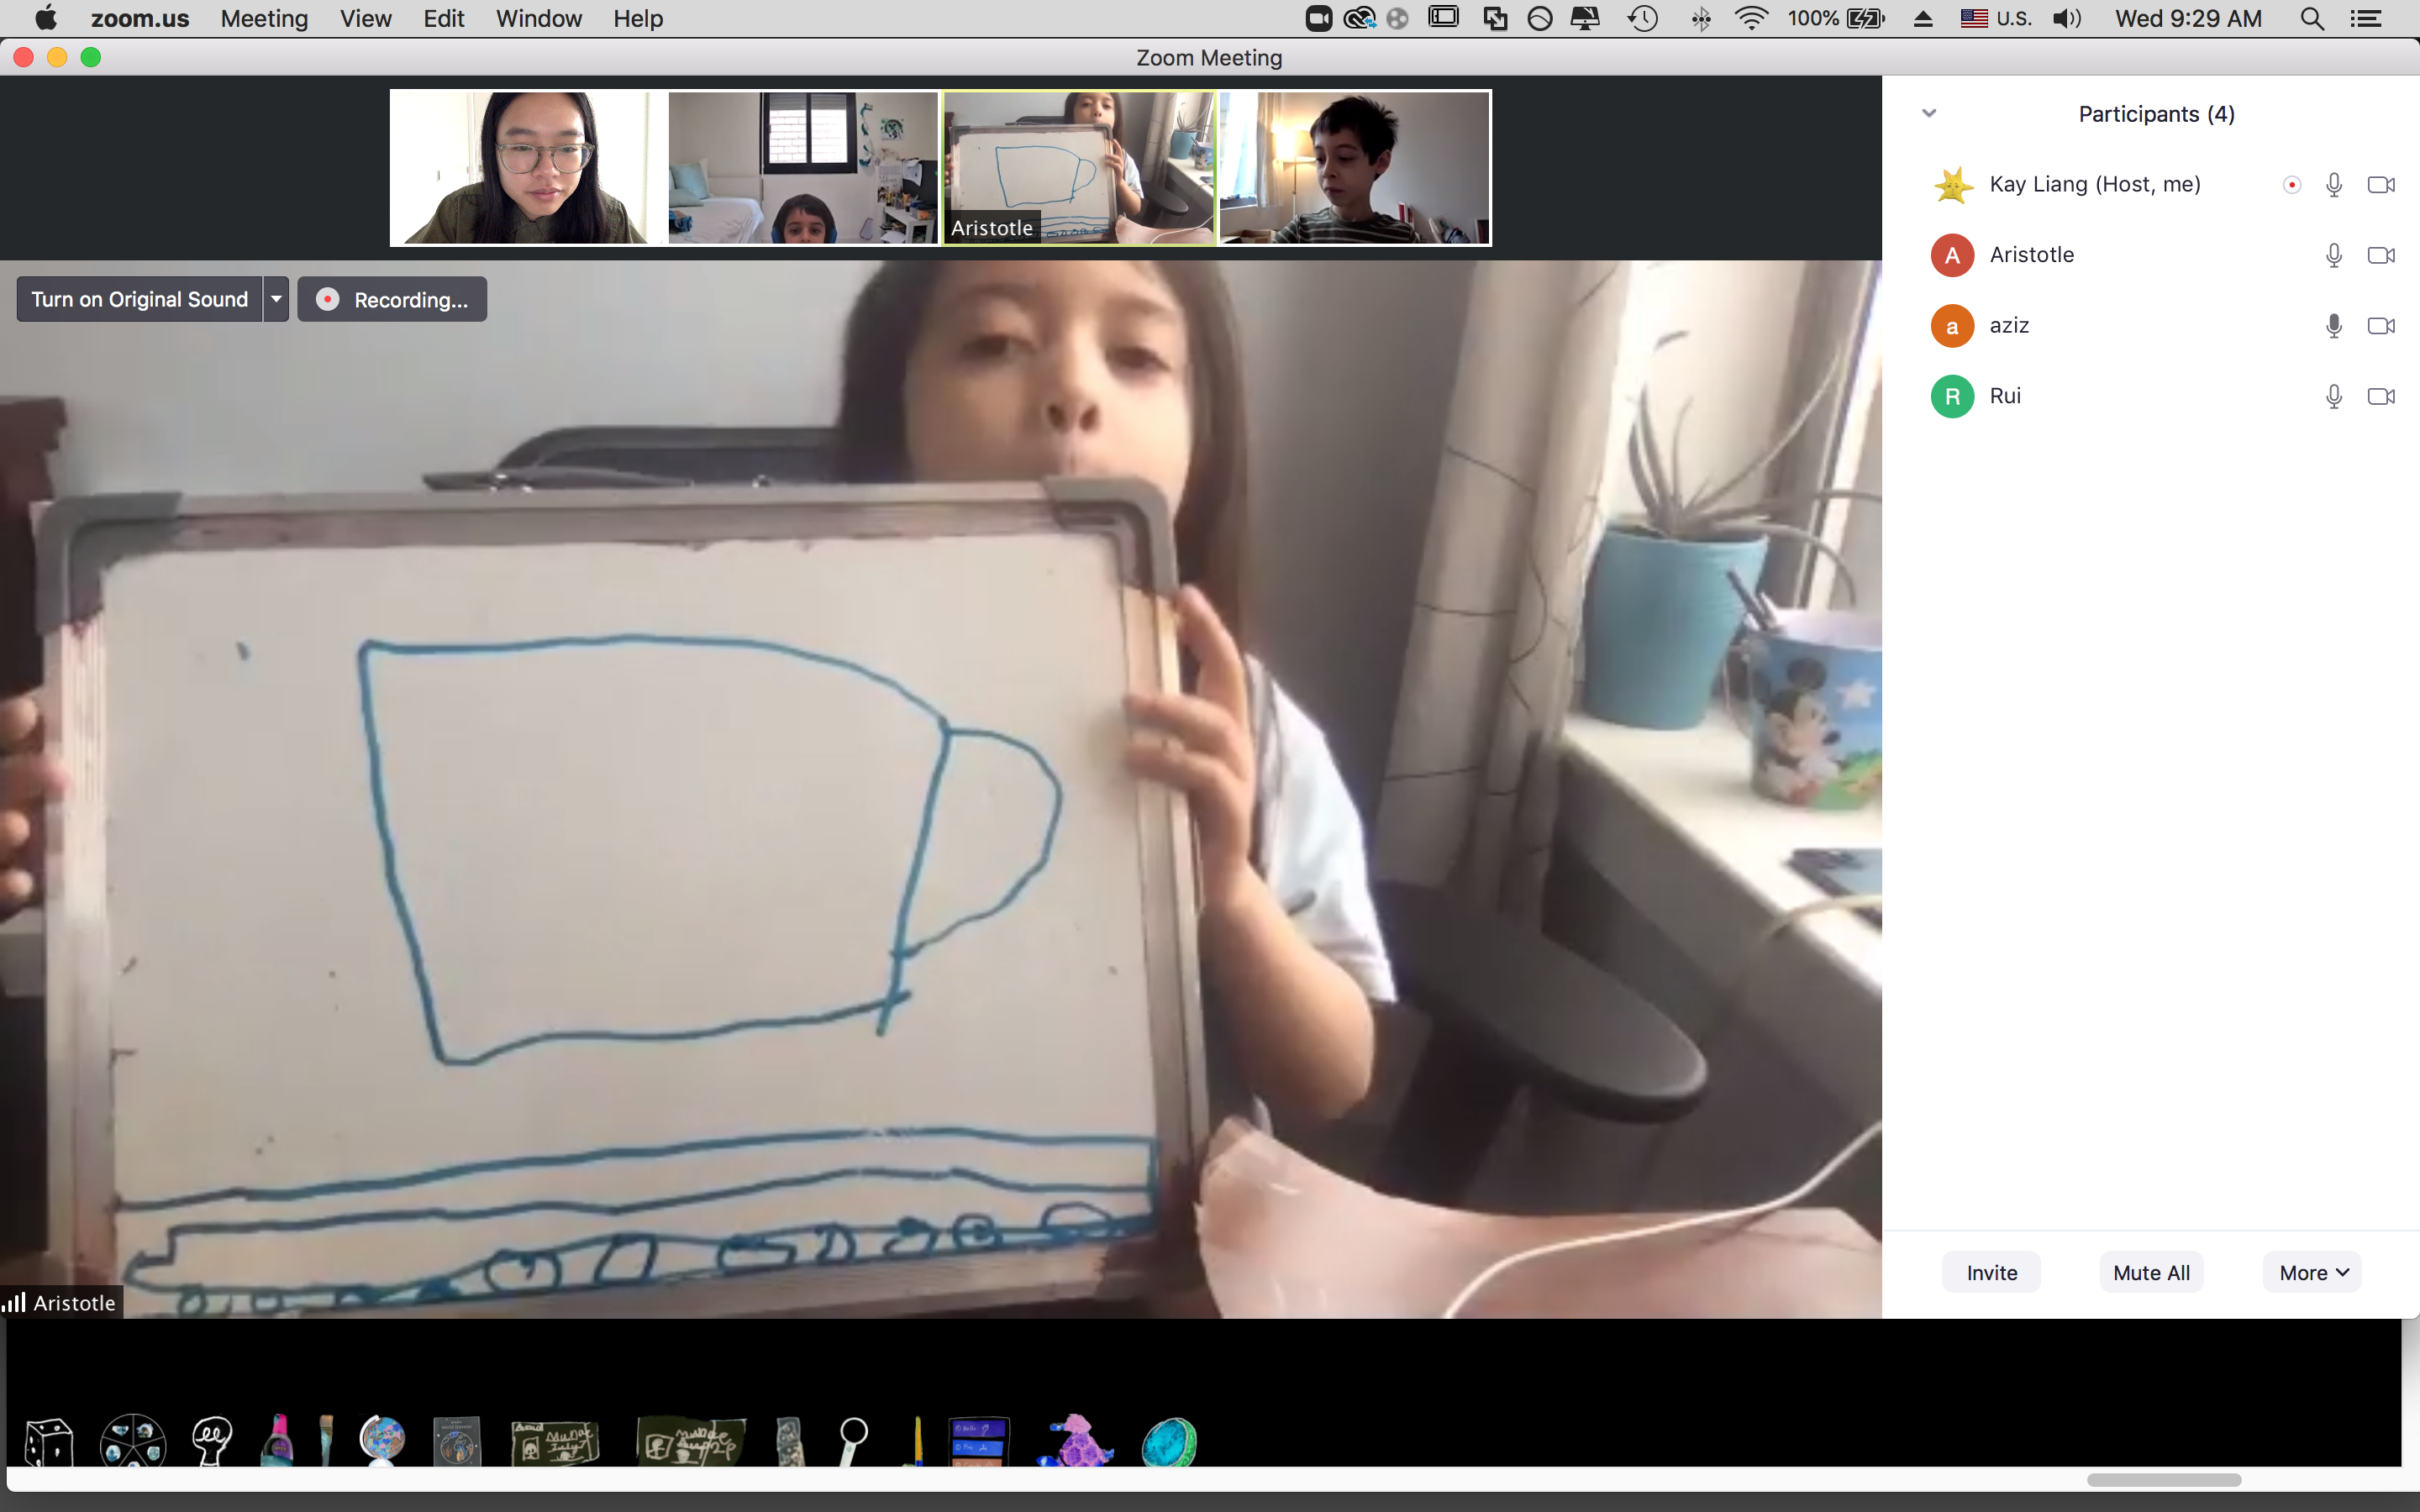 zoom.us Meeting View Edit Window Help 100% U.S. Wed 9:29 AM
Zoom Meeting
Aristotle
Participants (4)
Kay Liang (Host, me)
A Aristotle
a aziz
R Rui
Turn on Original Sound Recording...
Aristotle
Invite Mute All More